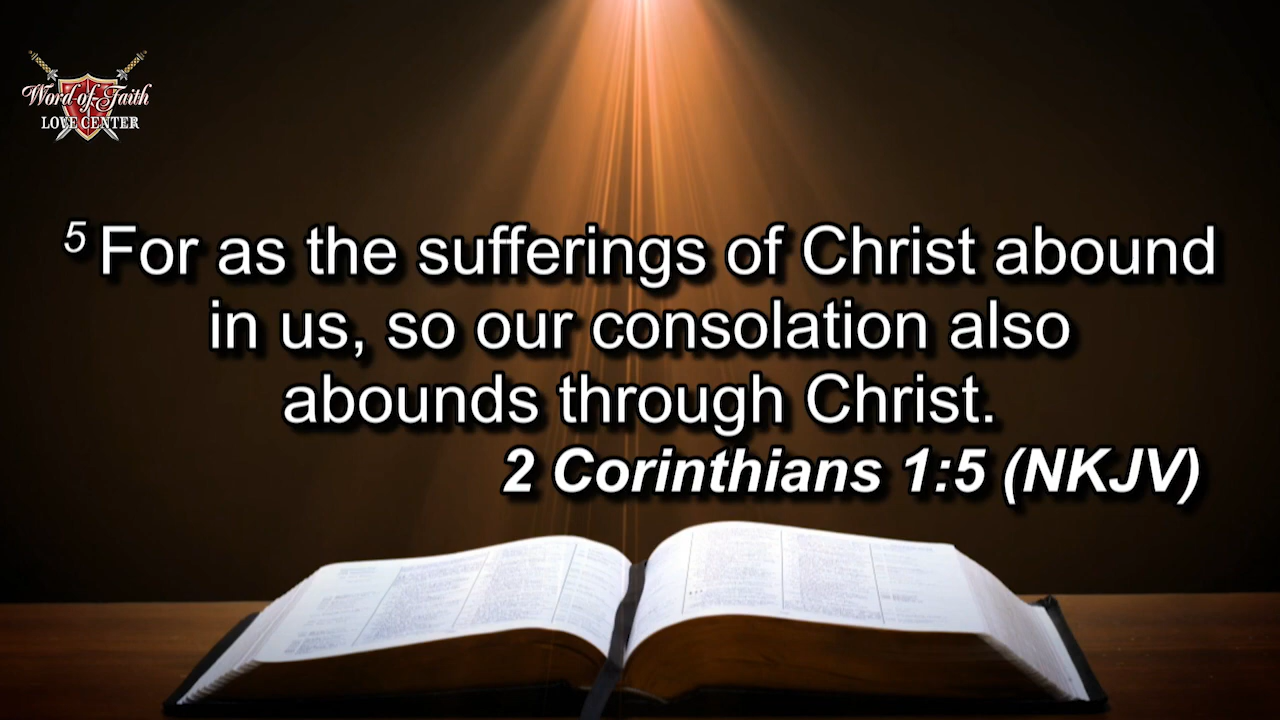 Word of Faith
LOVE CENTER
5 For as the sufferings of Christ abound
in us, so our consolation also
abounds through Christ.
2 Corinthians 1:5 (NKJV)